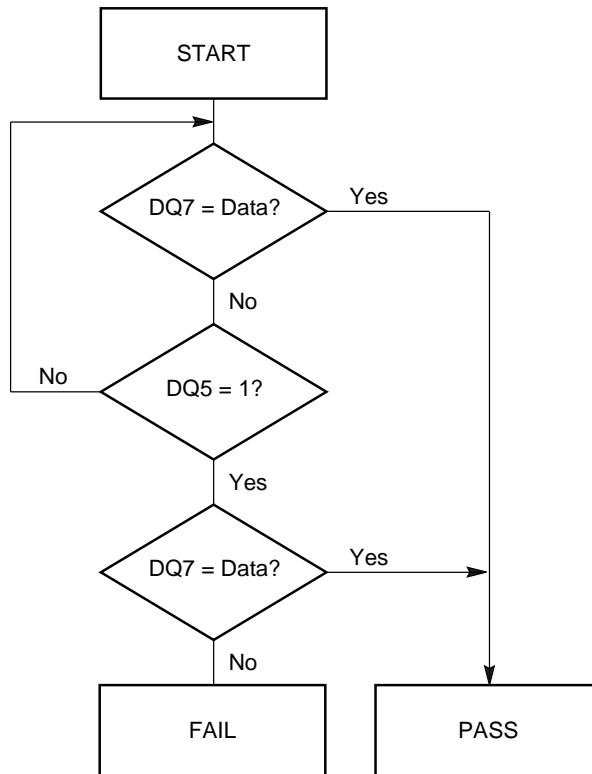 START
DQ7 = Data?
Yes
No
DQ5 = 1?
No
Yes
DQ7 = Data?
Yes
No
FAIL
PASS